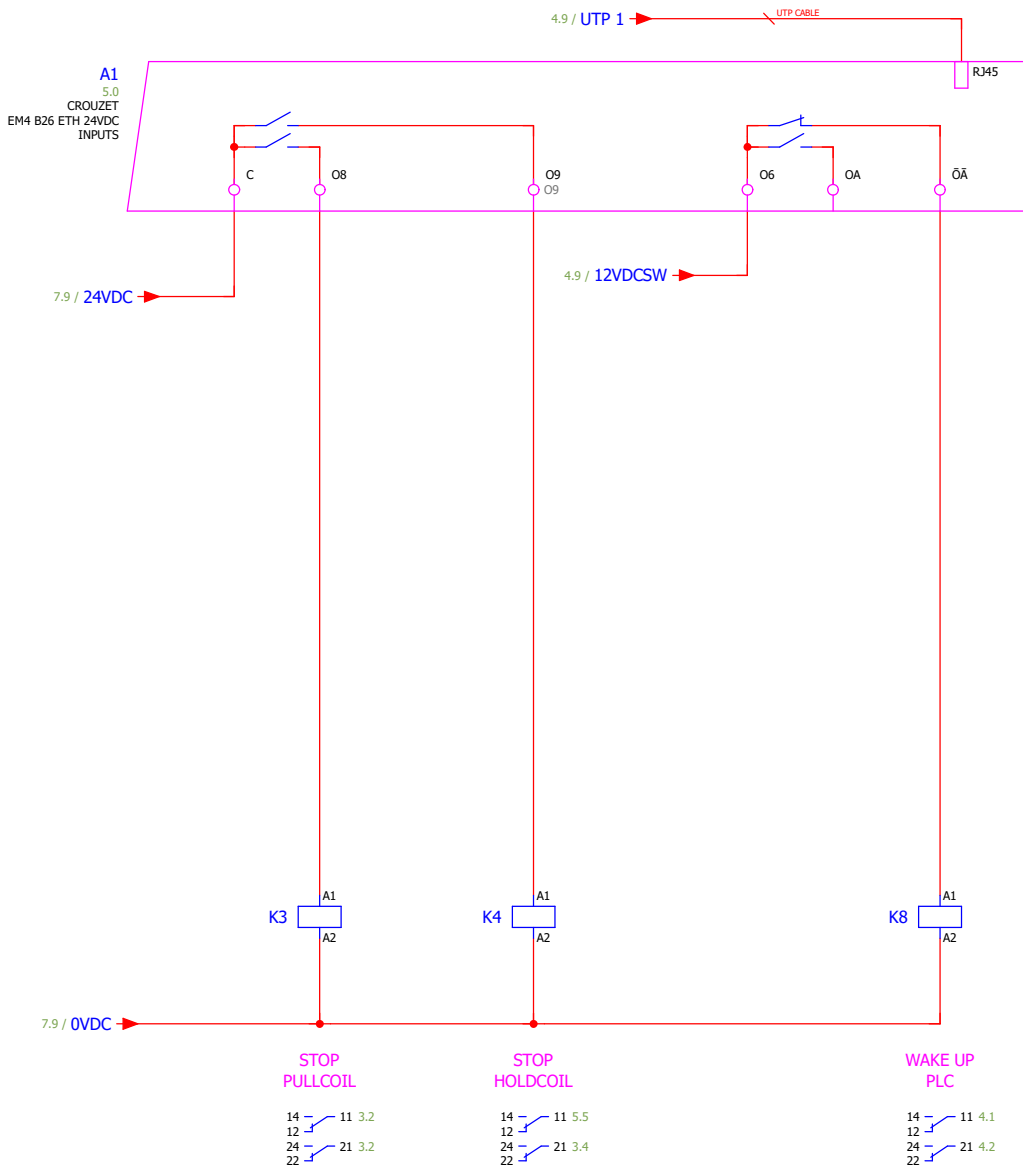 4.9 / UTP 1
UTP CABLE
A1
5.0
CROUZET
EM4 B26 ETH 24VDC
INPUTS
RJ45
C
O8
O9
O9
O6
OA
ŌĀ
4.9 / 12VDCSW
7.9 / 24VDC
K3
A1
A2
K4
A1
A2
K8
A1
A2
7.9 / 0VDC
STOP
PULLCOIL
14 11 3.2
12
24 21 3.2
22
STOP
HOLDCOIL
14 11 5.5
12
24 21 3.4
22
WAKE UP
PLC
14 11 4.1
12
24 21 4.2
22